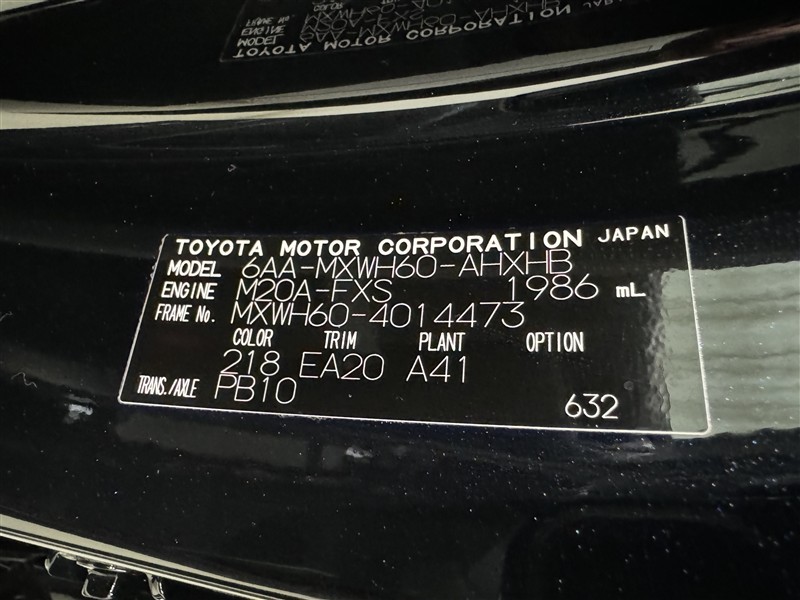 TOYOTA MOTOR CORPORATION JAPAN
MODEL 6AA-MXWH60-AHXHB
ENGINE M20A-FXS 1986 mL
FRAME No. MXWH60-4014473
COLOR TRIM PLANT OPTION
218 EA20 A41
TRANS./AXLE PB10
632